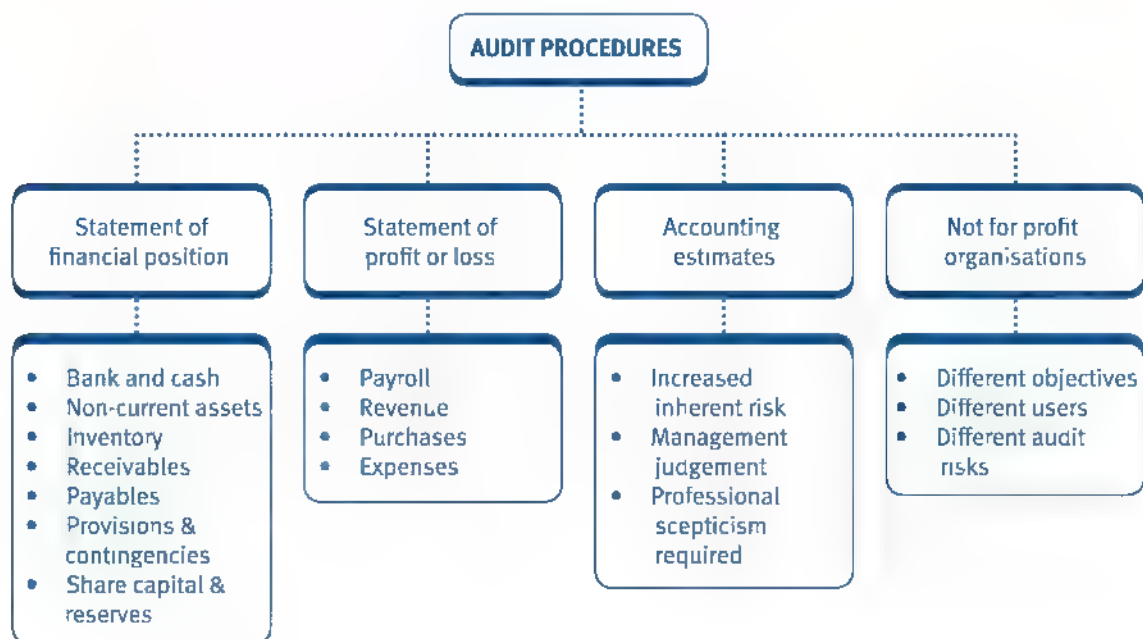 AUDIT PROCEDURES
Statement of
financial position
Statement of
profit or loss
Accounting
estimates
Not for profit
organisations
• Bank and cash
• Non-current assets
• Inventory
• Receivables
• Payables
• Provisions &
contingencies
• Share capital &
reserves
• Payroll
• Revenue
• Purchases
• Expenses
• Increased
inherent risk
• Management
judgement
• Professional
scepticism
required
• Different objectives
• Different users
• Different audit
risks